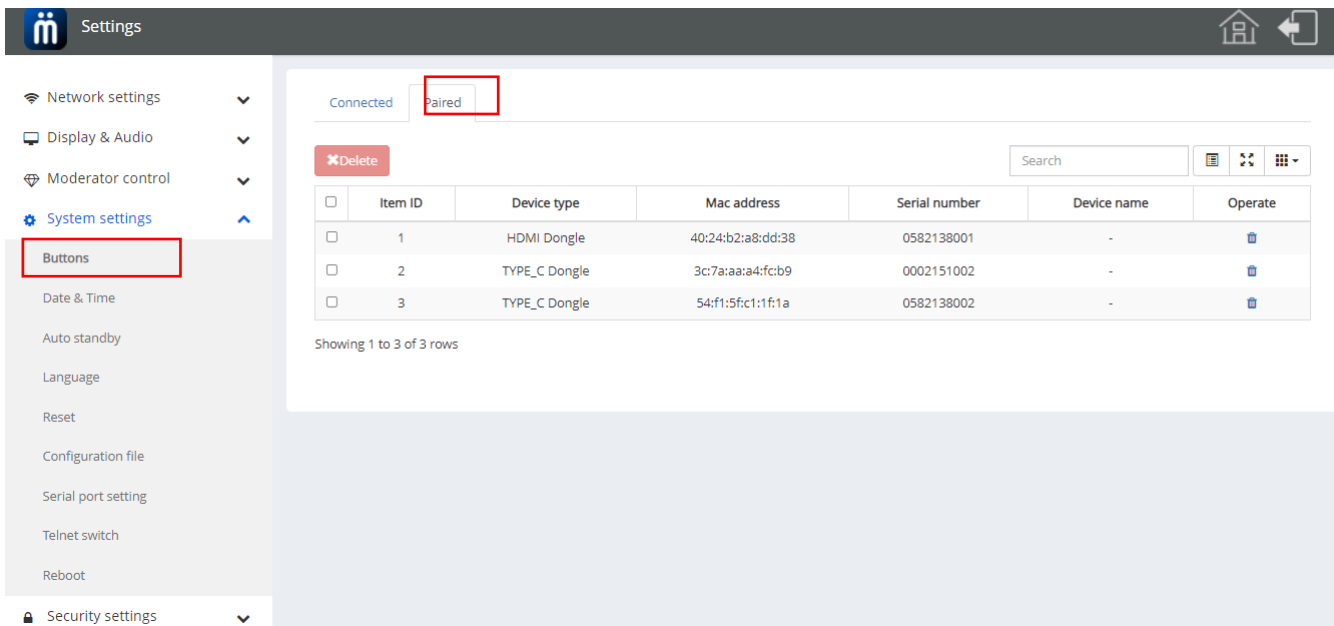 Settings
Network settings
Display & Audio
Moderator control
System settings
Buttons
Date & Time
Auto standby
Language
Reset
Configuration file
Serial port setting
Telnet switch
Reboot
Security settings
Connected Paired
Delete Search
Item ID Device type Mac address Serial number Device name Operate
1 HDMI Dongle 40:24:b2:a8:dd:38 0582138001 -
2 TYPE_C Dongle 3c:7a:aa:a4:fc:b9 0002151002 -
3 TYPE_C Dongle 54:f1:5f:c1:1f:1a 0582138002 -
Showing 1 to 3 of 3 rows